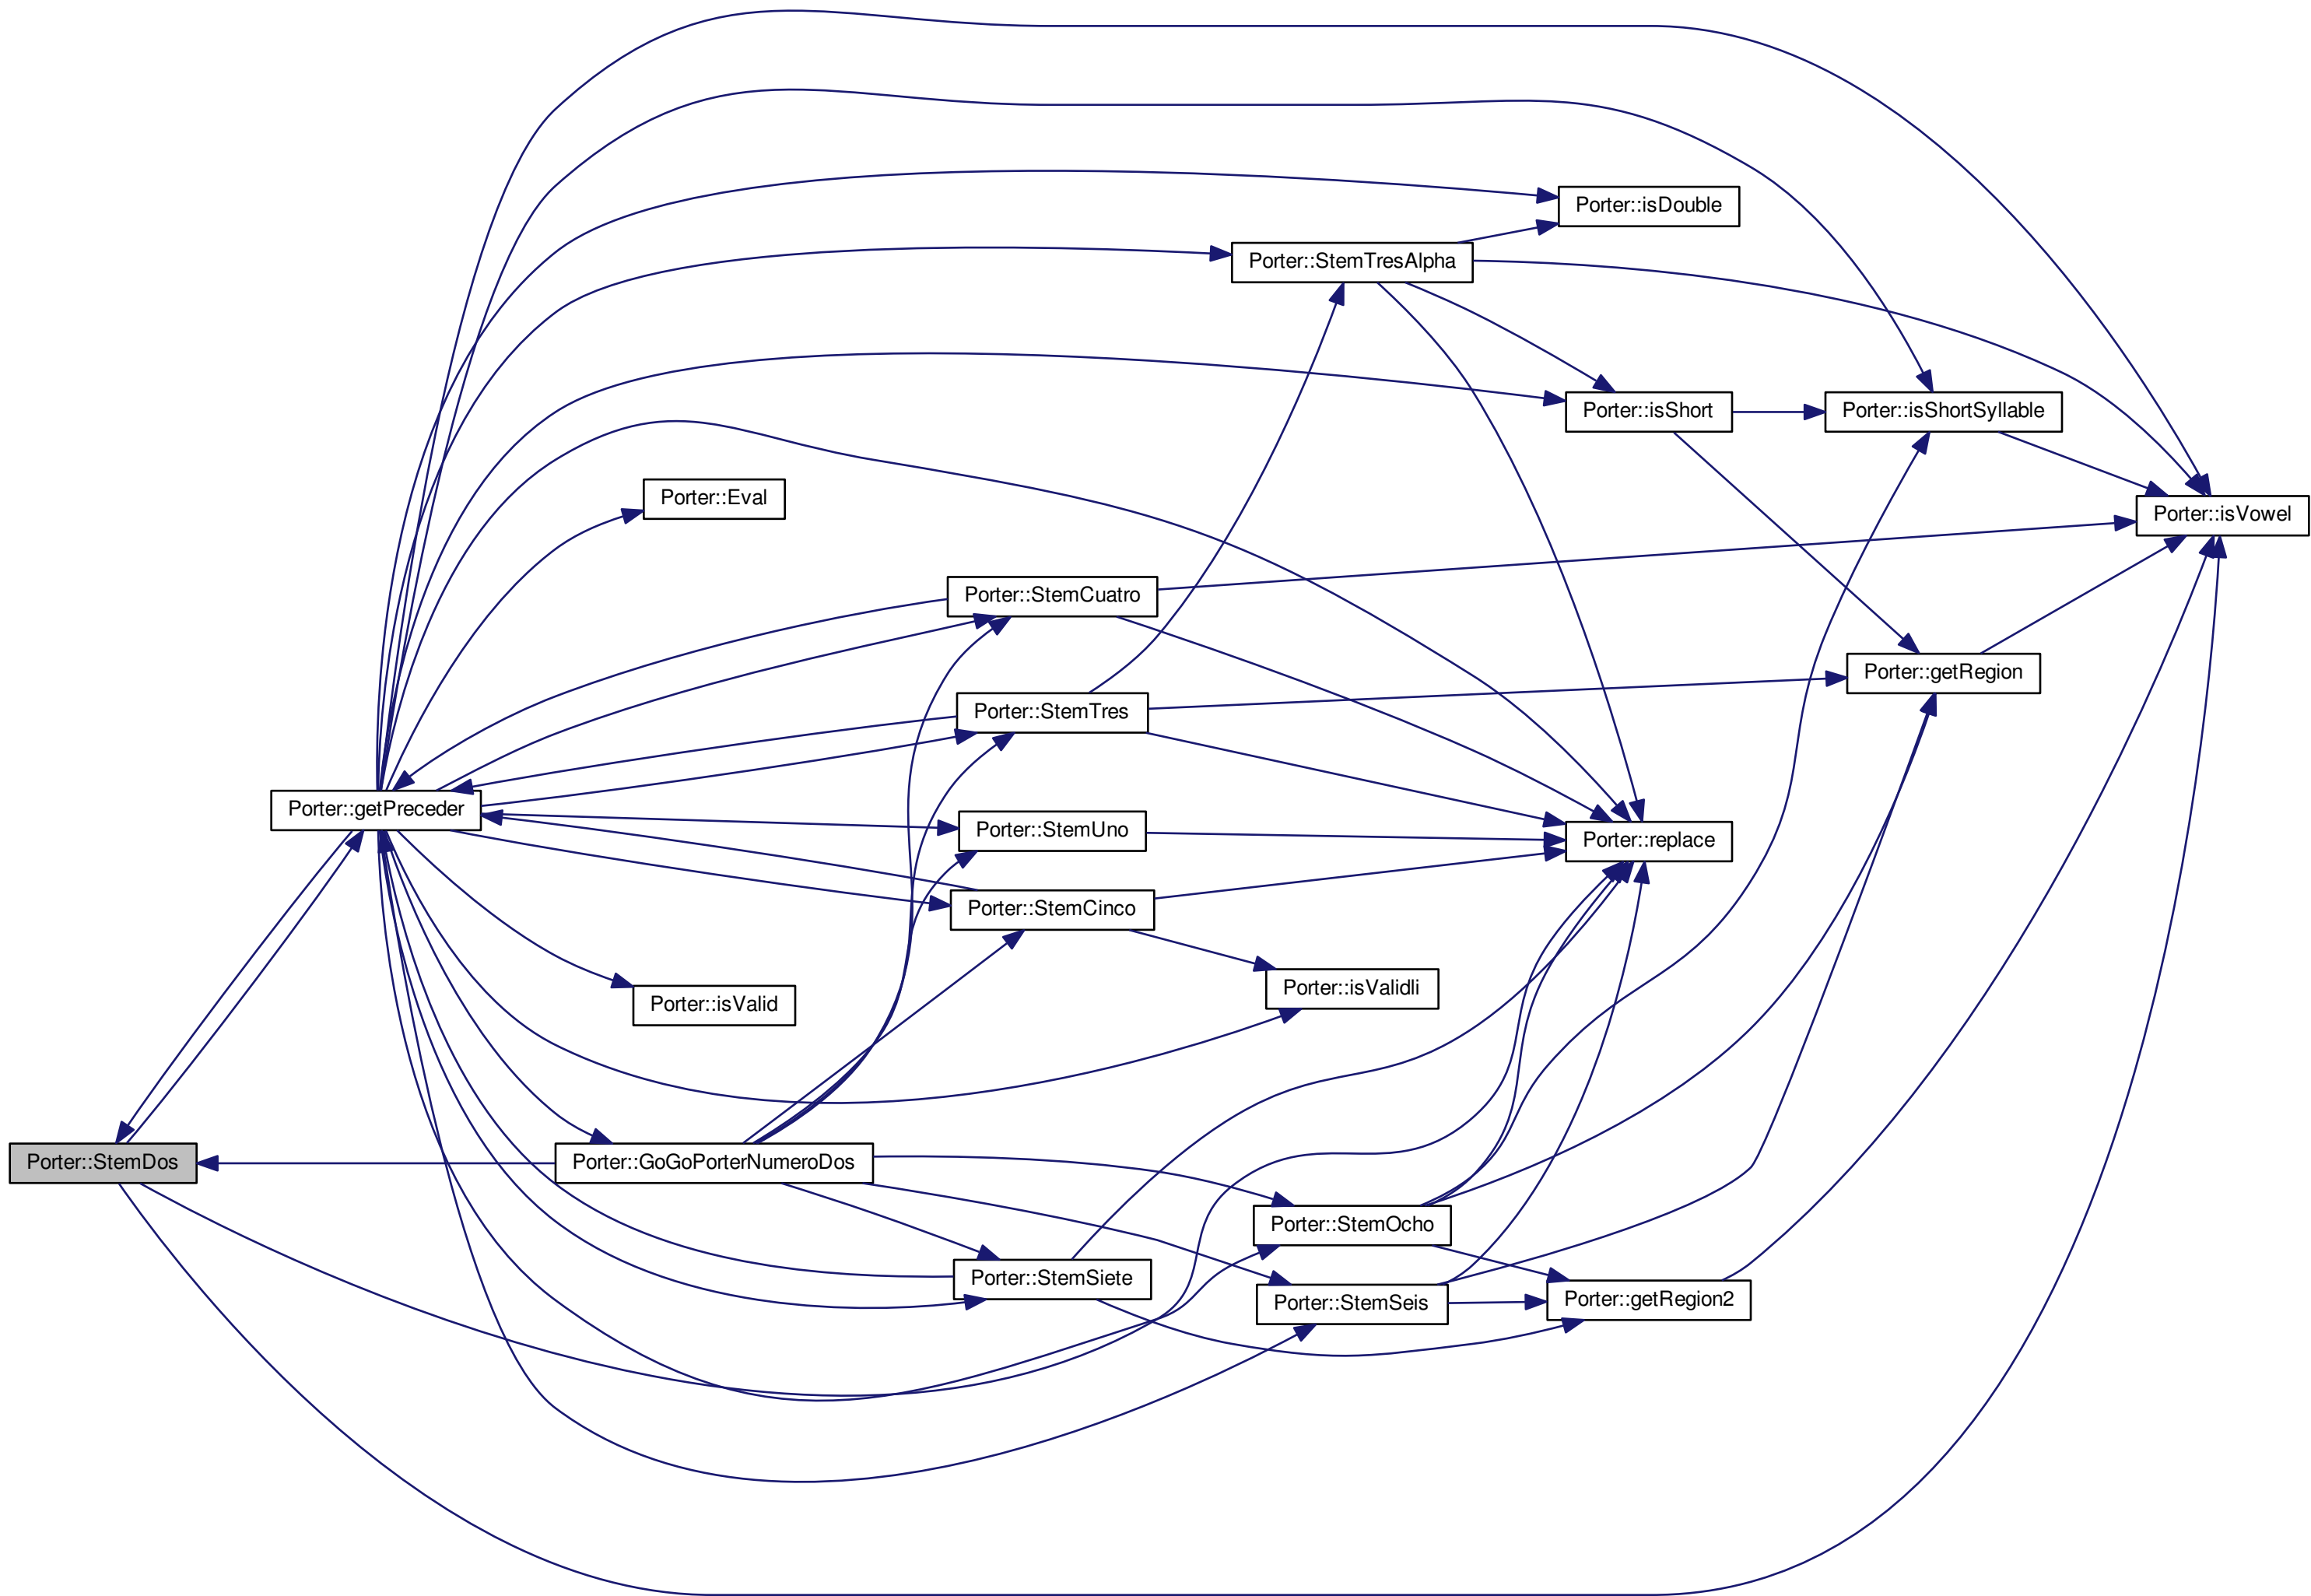 Porter::isDouble
Porter::StemTresAlpha
Porter::isShort
Porter::isShortSyllable
Porter::Eval
Porter::isVowel
Porter::StemCuatro
Porter::getRegion
Porter::StemTres
Porter::getPreceder
Porter::StemUno
Porter::replace
Porter::StemCinco
Porter::isValidli
Porter::isValid
Porter::StemDos
Porter::GoGoPorterNumeroDos
Porter::StemOcho
Porter::StemSiete
Porter::StemSeis
Porter::getRegion2